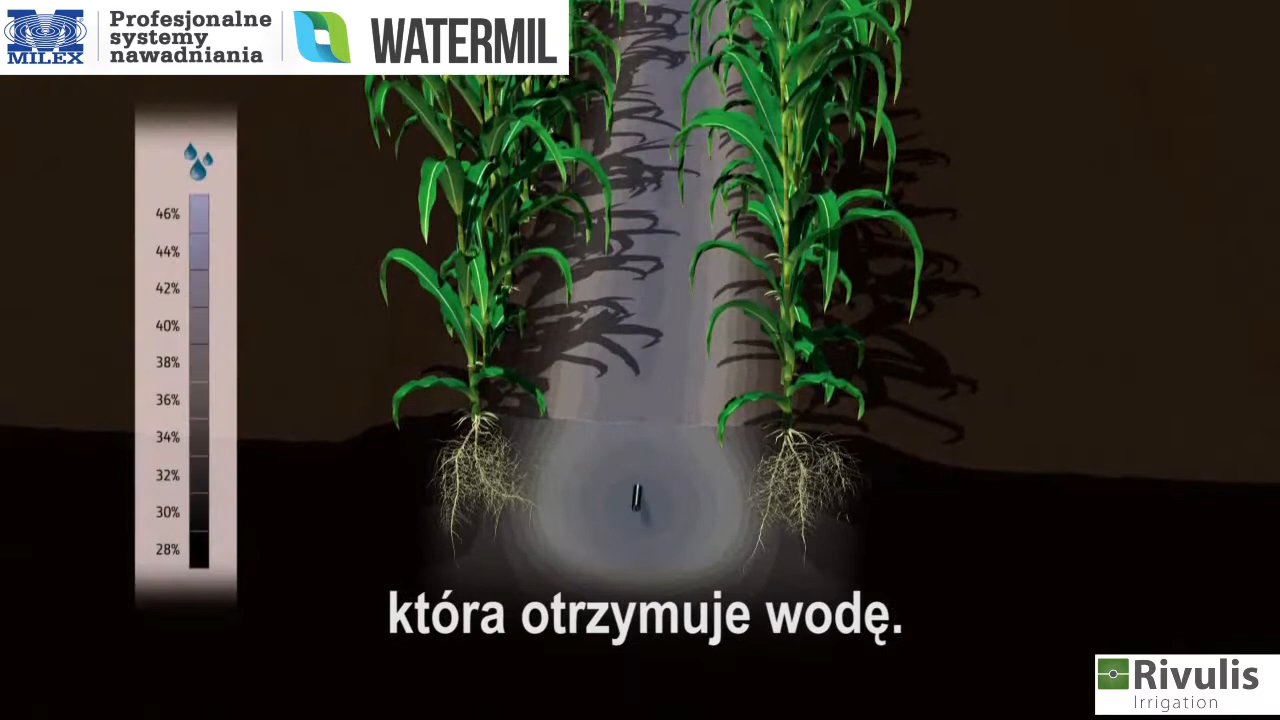 MILEX
Profesjonalne
systemy
nawadniania
WATERMIL
46%
44%
42%
40%
38%
36%
34%
32%
30%
28%
która otrzymuje wodę.
Rivulis
Irrigation